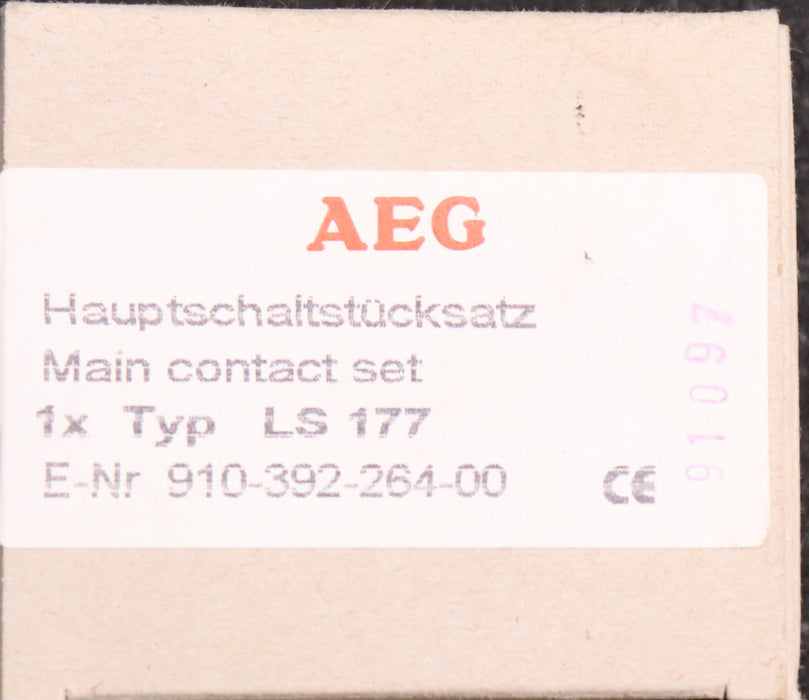 AEG
Hauptschaltstücksatz
Main contact set
1x Typ LS 177
E-Nr 910-392-264-00
CE
91097